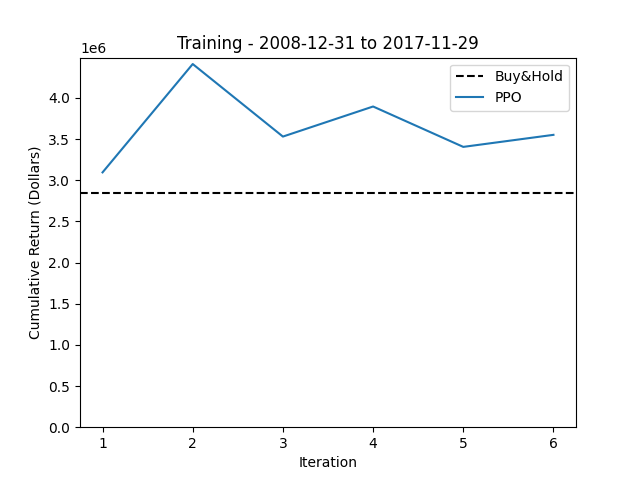 Training - 2008-12-31 to 2017-11-29
1e6
Buy&Hold
PPO
4.0
3.5
3.0
2.5
2.0
1.5
1.0
0.5
0.0
Cumulative Return (Dollars)
1 2 3 4 5 6
Iteration